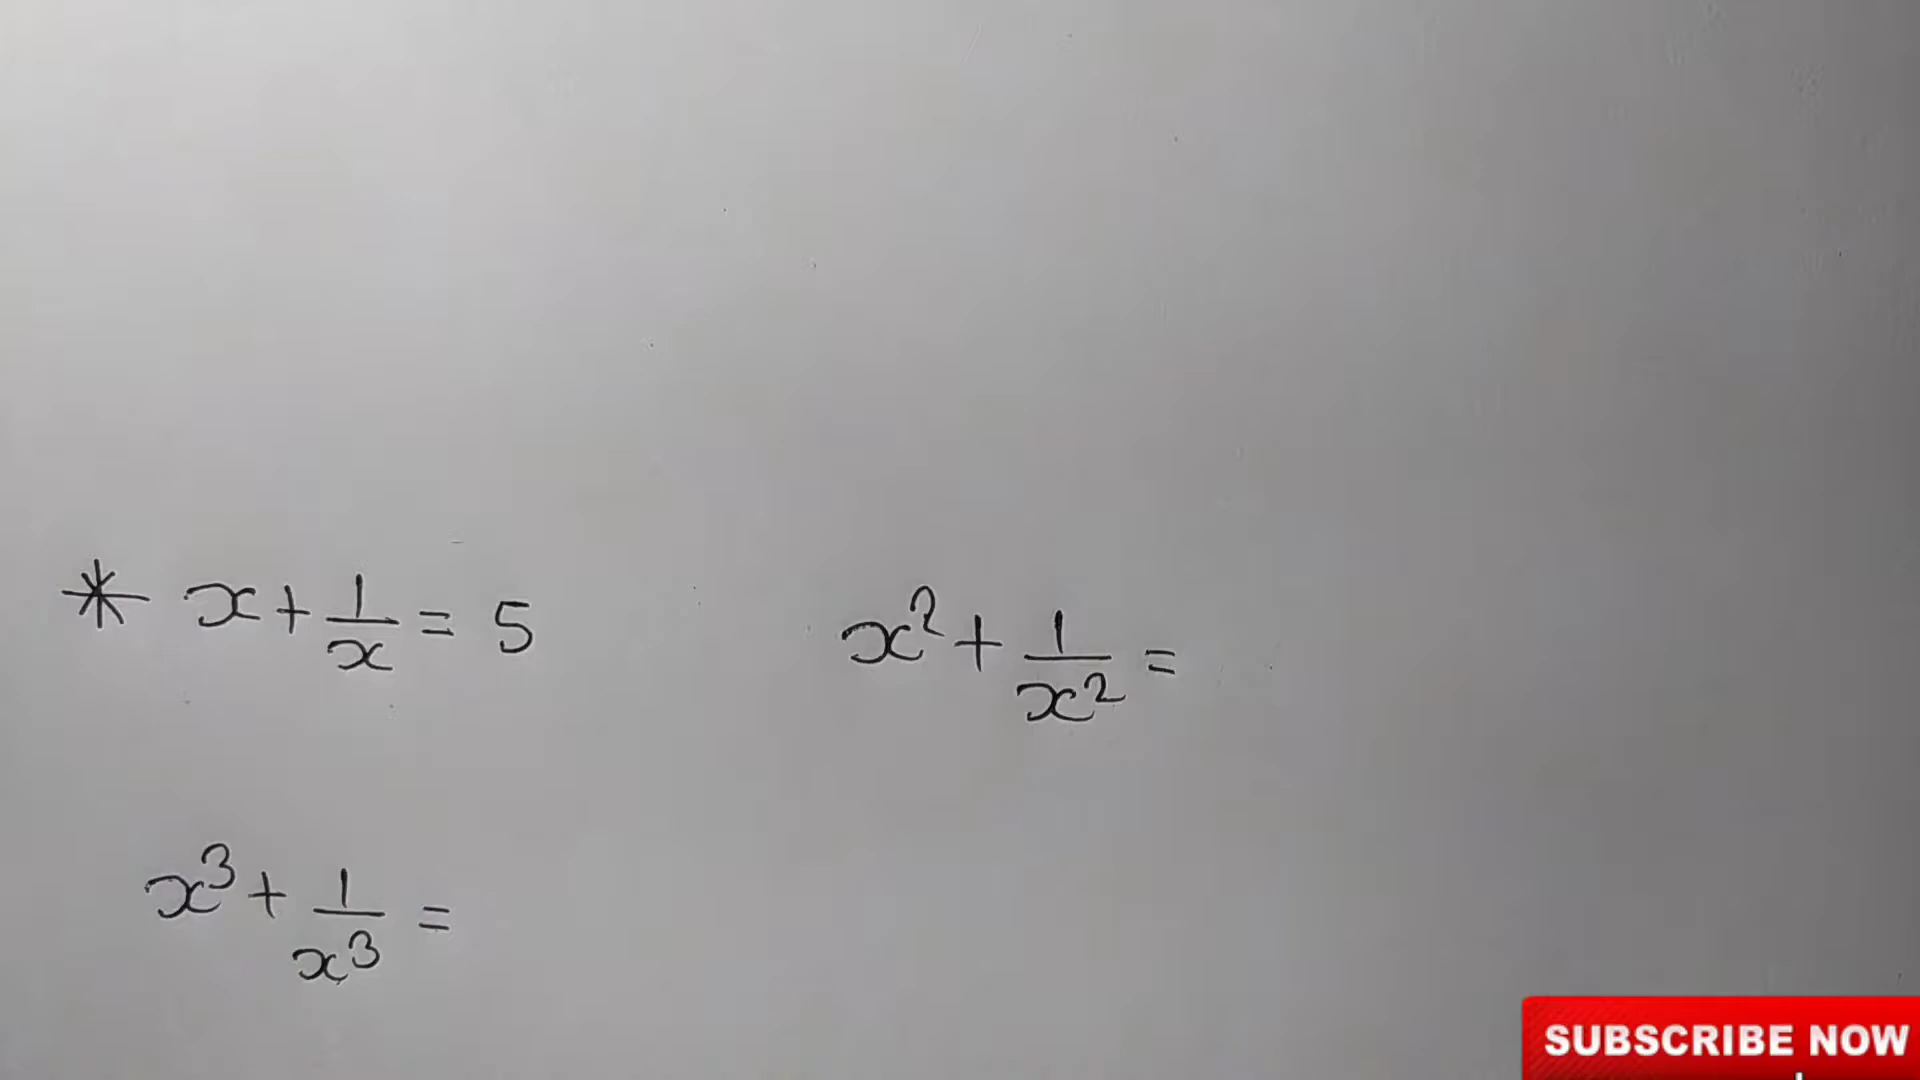 * x + 1/x = 5
x² + 1/x² =
x³ + 1/x³ =
SUBSCRIBE NOW